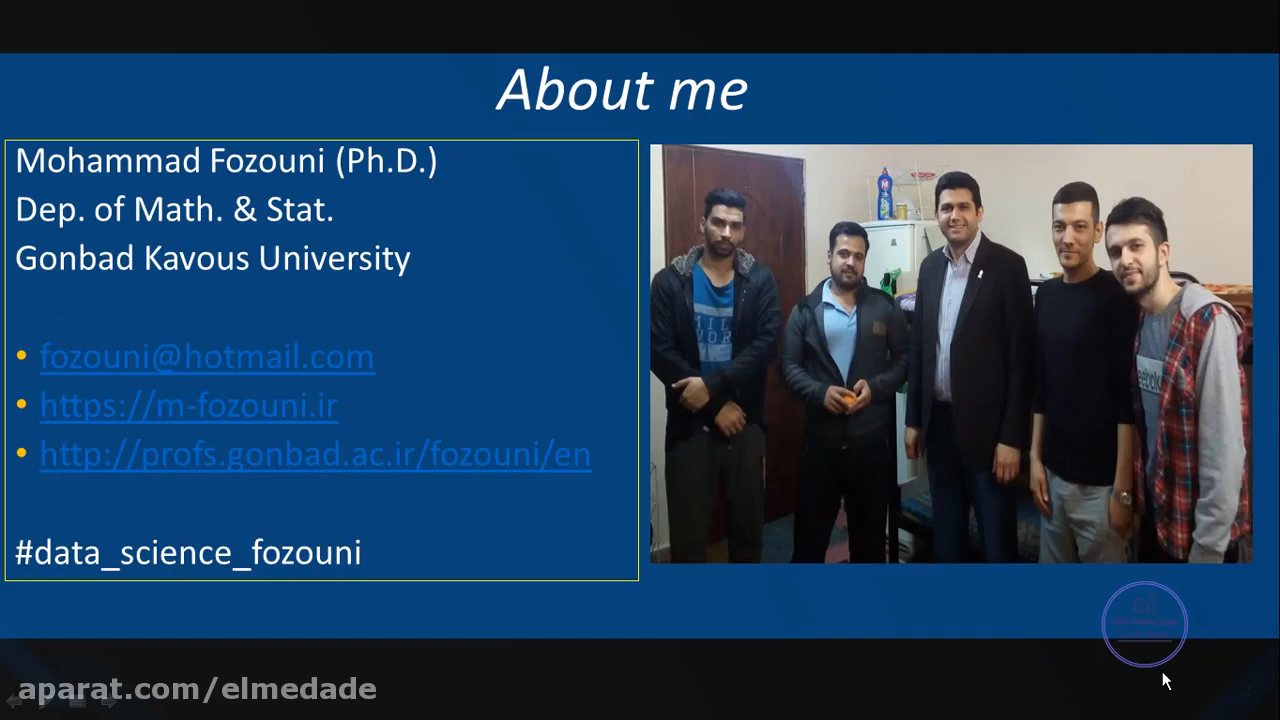 About me
Mohammad Fozouni (Ph.D.)
Dep. of Math. & Stat.
Gonbad Kavous University
• fozouni@hotmail.com
• https://m-fozouni.ir
• http://profs.gonbad.ac.ir/fozouni/en
#data_science_fozouni
aparat.com/elmedade